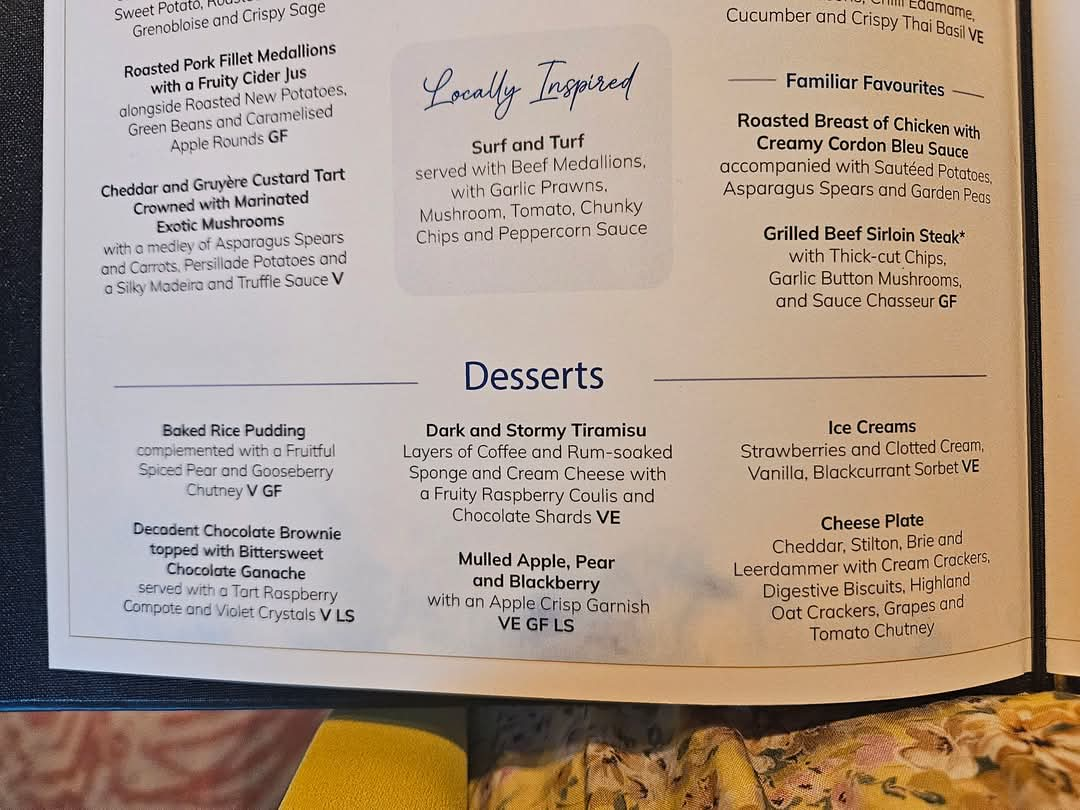 Sweet Potato,
Grenobloise and Crispy Sage
Roasted Pork Fillet Medallions
with a Fruity Cider Jus
alongside Roasted New Potatoes,
Green Beans and Caramelised
Apple Rounds GF
Cheddar and Gruyère Custard Tart
Crowned with Marinated
Exotic Mushrooms
with a medley of Asparagus Spears
and Carrots, Persillade Potatoes and
a Silky Madeira and Truffle Sauce V
Locally Inspired
Surf and Turf
served with Beef Medallions,
with Garlic Prawns,
Mushroom, Tomato, Chunky
Chips and Peppercorn Sauce
Chilli Edamame,
Cucumber and Crispy Thai Basil VE
Familiar Favourites
Roasted Breast of Chicken with
Creamy Cordon Bleu Sauce
accompanied with Sautéed Potatoes,
Asparagus Spears and Garden Peas
Grilled Beef Sirloin Steak*
with Thick-cut Chips,
Garlic Button Mushrooms,
and Sauce Chasseur GF
Desserts
Baked Rice Pudding
complemented with a Fruitful
Spiced Pear and Gooseberry
Chutney V GF
Decadent Chocolate Brownie
topped with Bittersweet
Chocolate Ganache
served with a Tart Raspberry
Compote and Violet Crystals V LS
Dark and Stormy Tiramisu
Layers of Coffee and Rum-soaked
Sponge and Cream Cheese with
a Fruity Raspberry Coulis and
Chocolate Shards VE
Mulled Apple, Pear
and Blackberry
with an Apple Crisp Garnish
VE GF LS
Ice Creams
Strawberries and Clotted Cream,
Vanilla, Blackcurrant Sorbet VE
Cheese Plate
Cheddar, Stilton, Brie and
Leerdammer with Cream Crackers,
Digestive Biscuits, Highland
Oat Crackers, Grapes and
Tomato Chutney